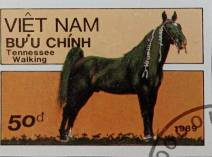 VIỆT NAM
BƯU CHÍNH
Tennessee
Walking
50đ
1989